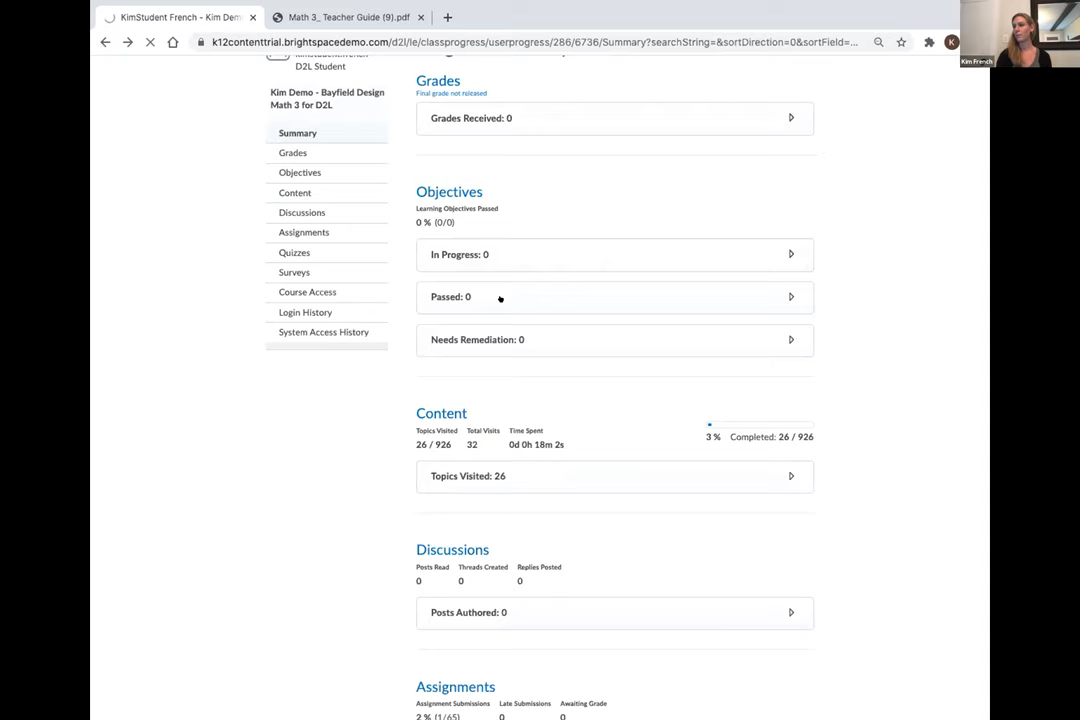 KimStudent French - Kim Dem
Math 3_ Teacher Guide (9).pdf
k12contenttrial.brightspacedemo.com/d2l/le/classprogress/userprogress/286/6736/Summary?searchString=&sortDirection=0&sortField=...
K
Kim French
D2L Student
Kim Demo - Bayfield Design
Math 3 for D2L
Summary
Grades
Objectives
Content
Discussions
Assignments
Quizzes
Surveys
Course Access
Login History
System Access History
Grades
Final grade not released
Grades Received: 0
Objectives
Learning Objectives Passed
0 % (0/0)
In Progress: 0
Passed: 0
Needs Remediation: 0
Content
Topics Visited Total Visits Time Spent
26 / 926 32 0d 0h 18m 2s
3 % Completed: 26 / 926
Topics Visited: 26
Discussions
Posts Read Threads Created Replies Posted
0 0 0
Posts Authored: 0
Assignments
Assignment Submissions Late Submissions Awaiting Grade
2 % (1/65) 0 0